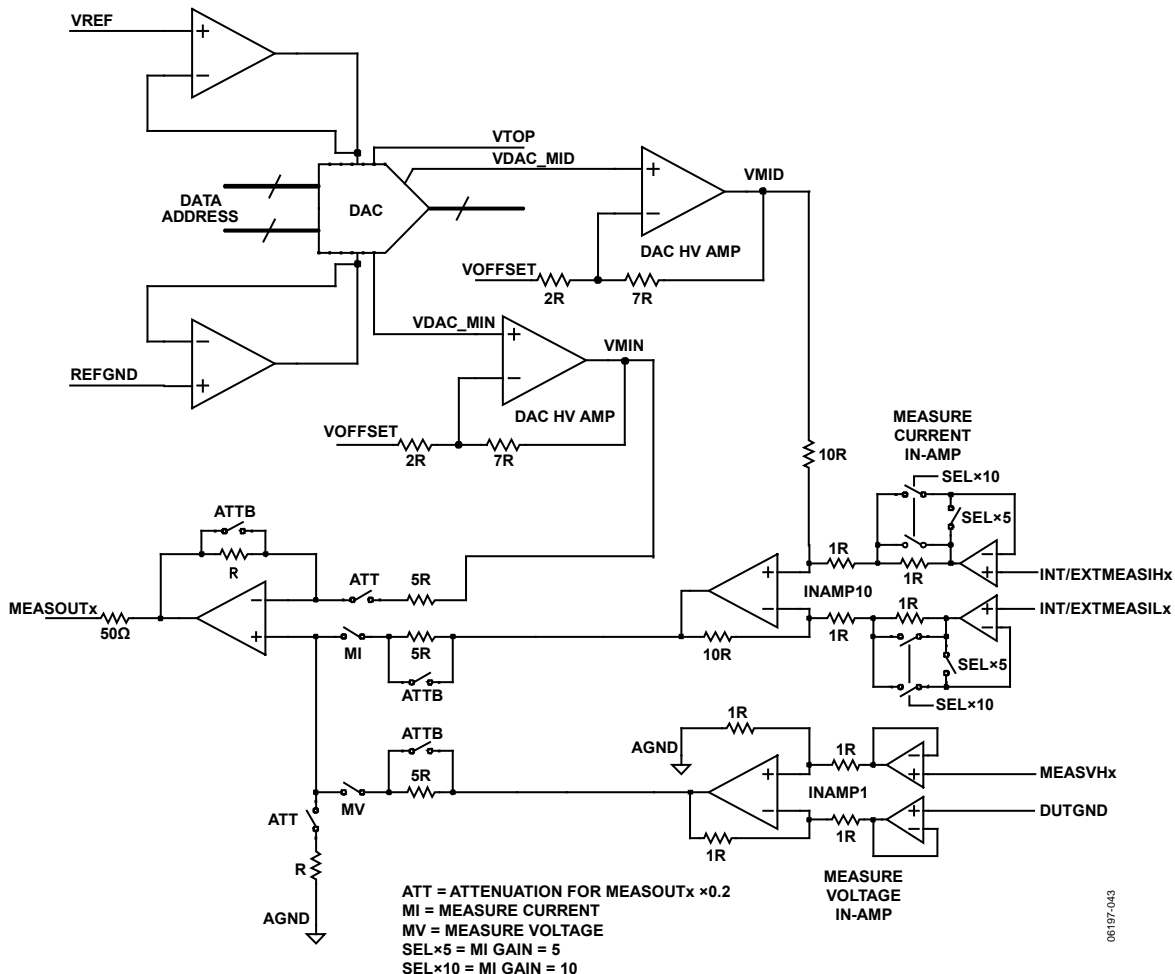 VREF
VTOP
VDAC_MID
VMID
DATA
ADDRESS
DAC
DAC HV AMP
VOFFSET
2R
7R
VDAC_MIN
VMIN
REFGND
DAC HV AMP
VOFFSET
2R
7R
10R
MEASURE
CURRENT
IN-AMP
SEL×10
SEL×5
ATTB
R
ATT
5R
1R
1R
INT/EXTMEASIHx
MEASOUTx
50Ω
INAMP10
1R
INT/EXTMEASILx
MI
5R
10R
1R
SEL×5
ATTB
SEL×10
ATTB
1R
AGND
5R
1R
MEASVHx
MV
INAMP1
DUTGND
ATT
1R
1R
R
MEASURE
VOLTAGE
IN-AMP
AGND
ATT = ATTENUATION FOR MEASOUTx ×0.2
MI = MEASURE CURRENT
MV = MEASURE VOLTAGE
SEL×5 = MI GAIN = 5
SEL×10 = MI GAIN = 10
06197-043